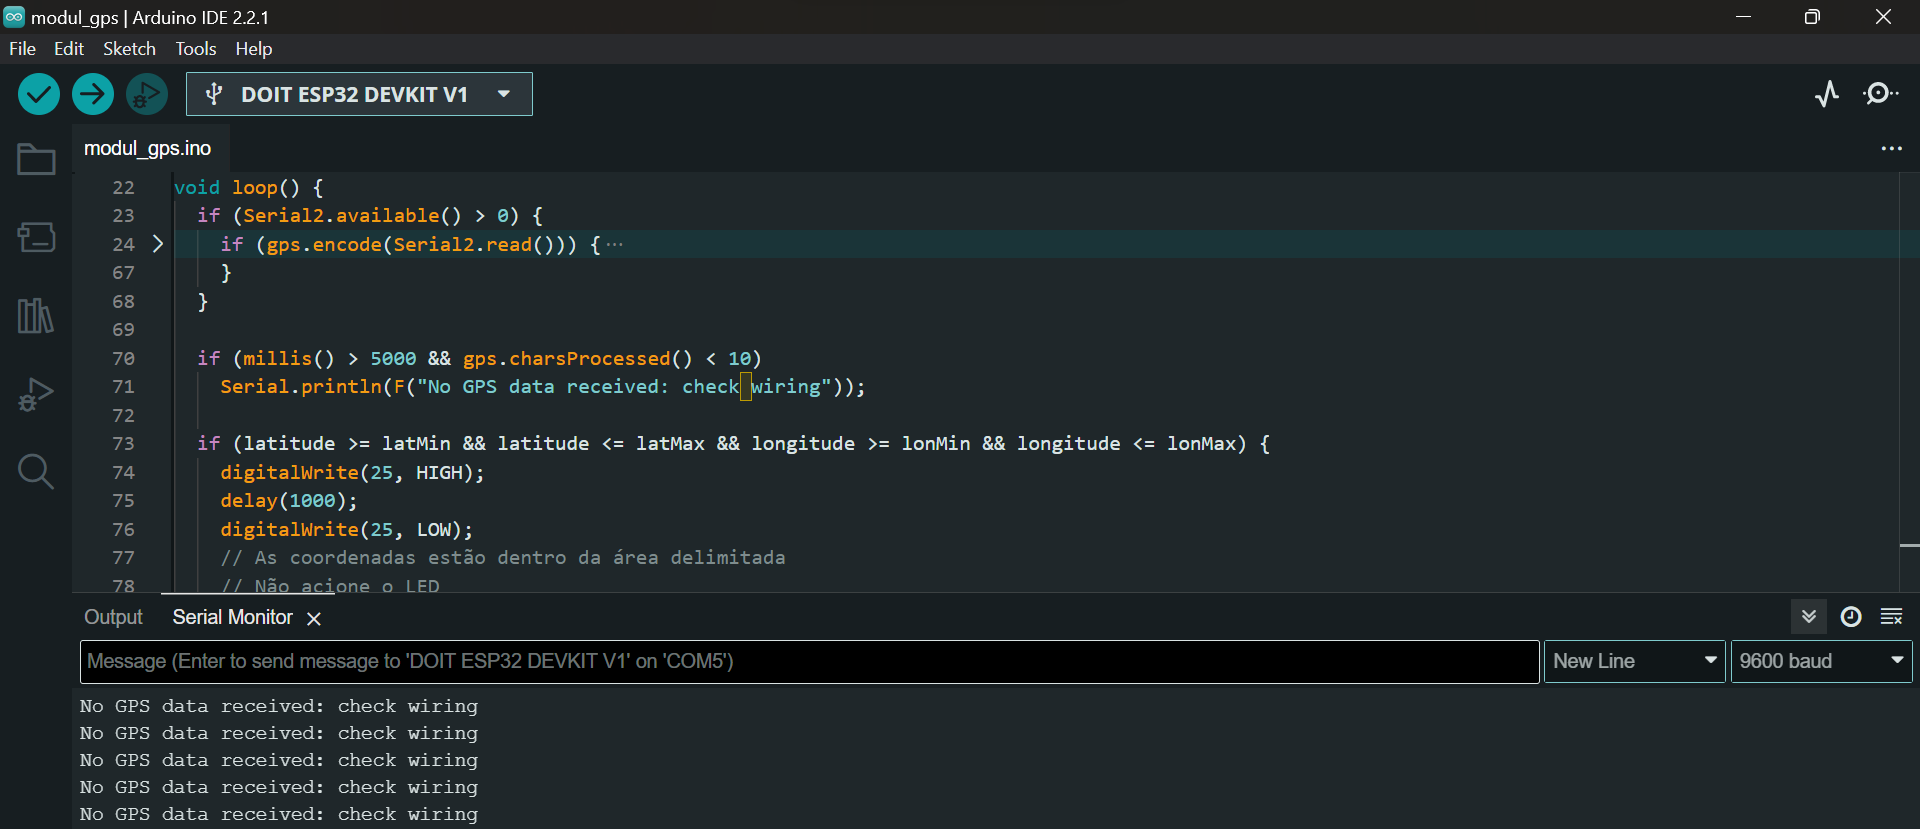 modul_gps | Arduino IDE 2.2.1
File Edit Sketch Tools Help
DOIT ESP32 DEVKIT V1
modul_gps.ino
22 void loop() {
23 if (Serial2.available() > 0) {
24 if (gps.encode(Serial2.read())) { ···
67 }
68 }
69
70 if (millis() > 5000 && gps.charsProcessed() < 10)
71 Serial.println(F("No GPS data received: check wiring"));
72
73 if (latitude >= latMin && latitude <= latMax && longitude >= lonMin && longitude <= lonMax) {
74 digitalWrite(25, HIGH);
75 delay(1000);
76 digitalWrite(25, LOW);
77 // As coordenadas estão dentro da área delimitada
78 // Não acione o LED
Output Serial Monitor
Message (Enter to send message to 'DOIT ESP32 DEVKIT V1' on 'COM5')
New Line
9600 baud
No GPS data received: check wiring
No GPS data received: check wiring
No GPS data received: check wiring
No GPS data received: check wiring
No GPS data received: check wiring